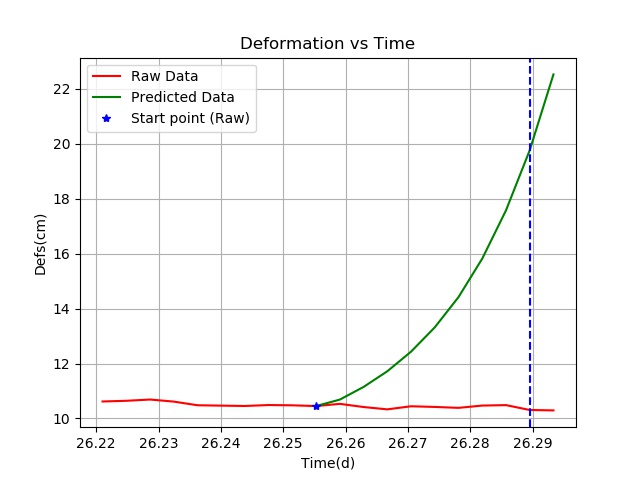 Deformation vs Time
Raw Data
Predicted Data
Start point (Raw)
Defs(cm)
22
20
18
16
14
12
10
26.22 26.23 26.24 26.25 26.26 26.27 26.28 26.29
Time(d)